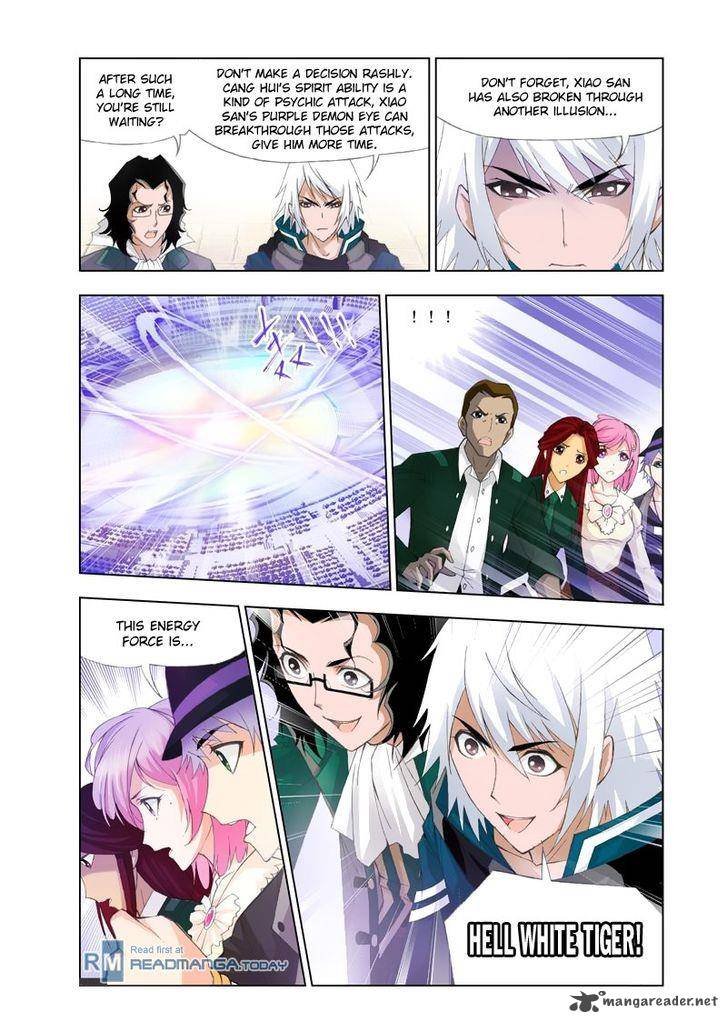 AFTER SUCH
A LONG TIME,
YOU'RE STILL
WAITING?
DON'T MAKE A DECISION RASHLY.
CANG HUI'S SPIRIT ABILITY IS A
KIND OF PSYCHIC ATTACK, XIAO
SAN'S PURPLE DEMON EYE CAN
BREAKTHROUGH THOSE ATTACKS,
GIVE HIM MORE TIME.
DON'T FORGET, XIAO SAN
HAS ALSO BROKEN THROUGH
ANOTHER ILLUSION...
! ! !
THIS ENERGY
FORCE IS...
HELL WHITE TIGER!
Read first at
RM READMANGA.TODAY
mangareader.net